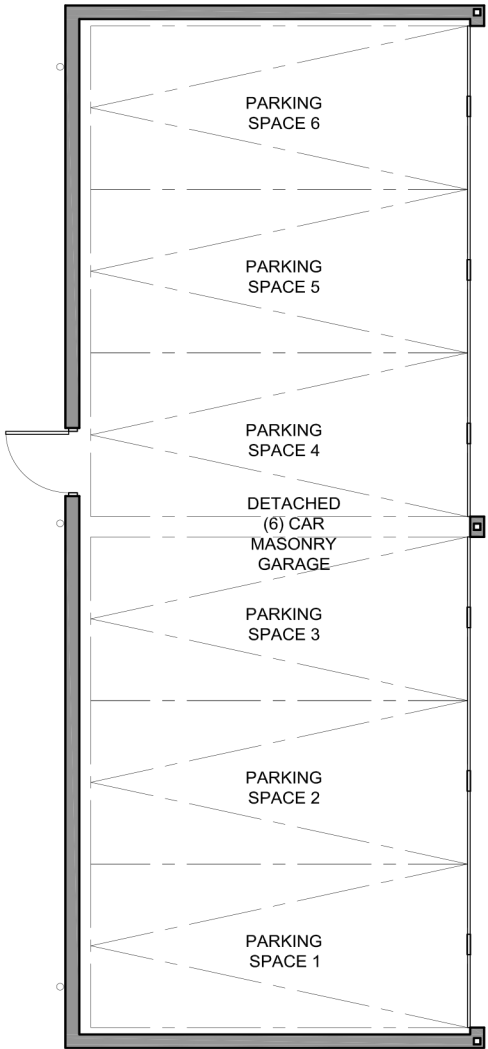 PARKING
SPACE 6
PARKING
SPACE 5
PARKING
SPACE 4
DETACHED
(6) CAR
MASONRY
GARAGE
PARKING
SPACE 3
PARKING
SPACE 2
PARKING
SPACE 1